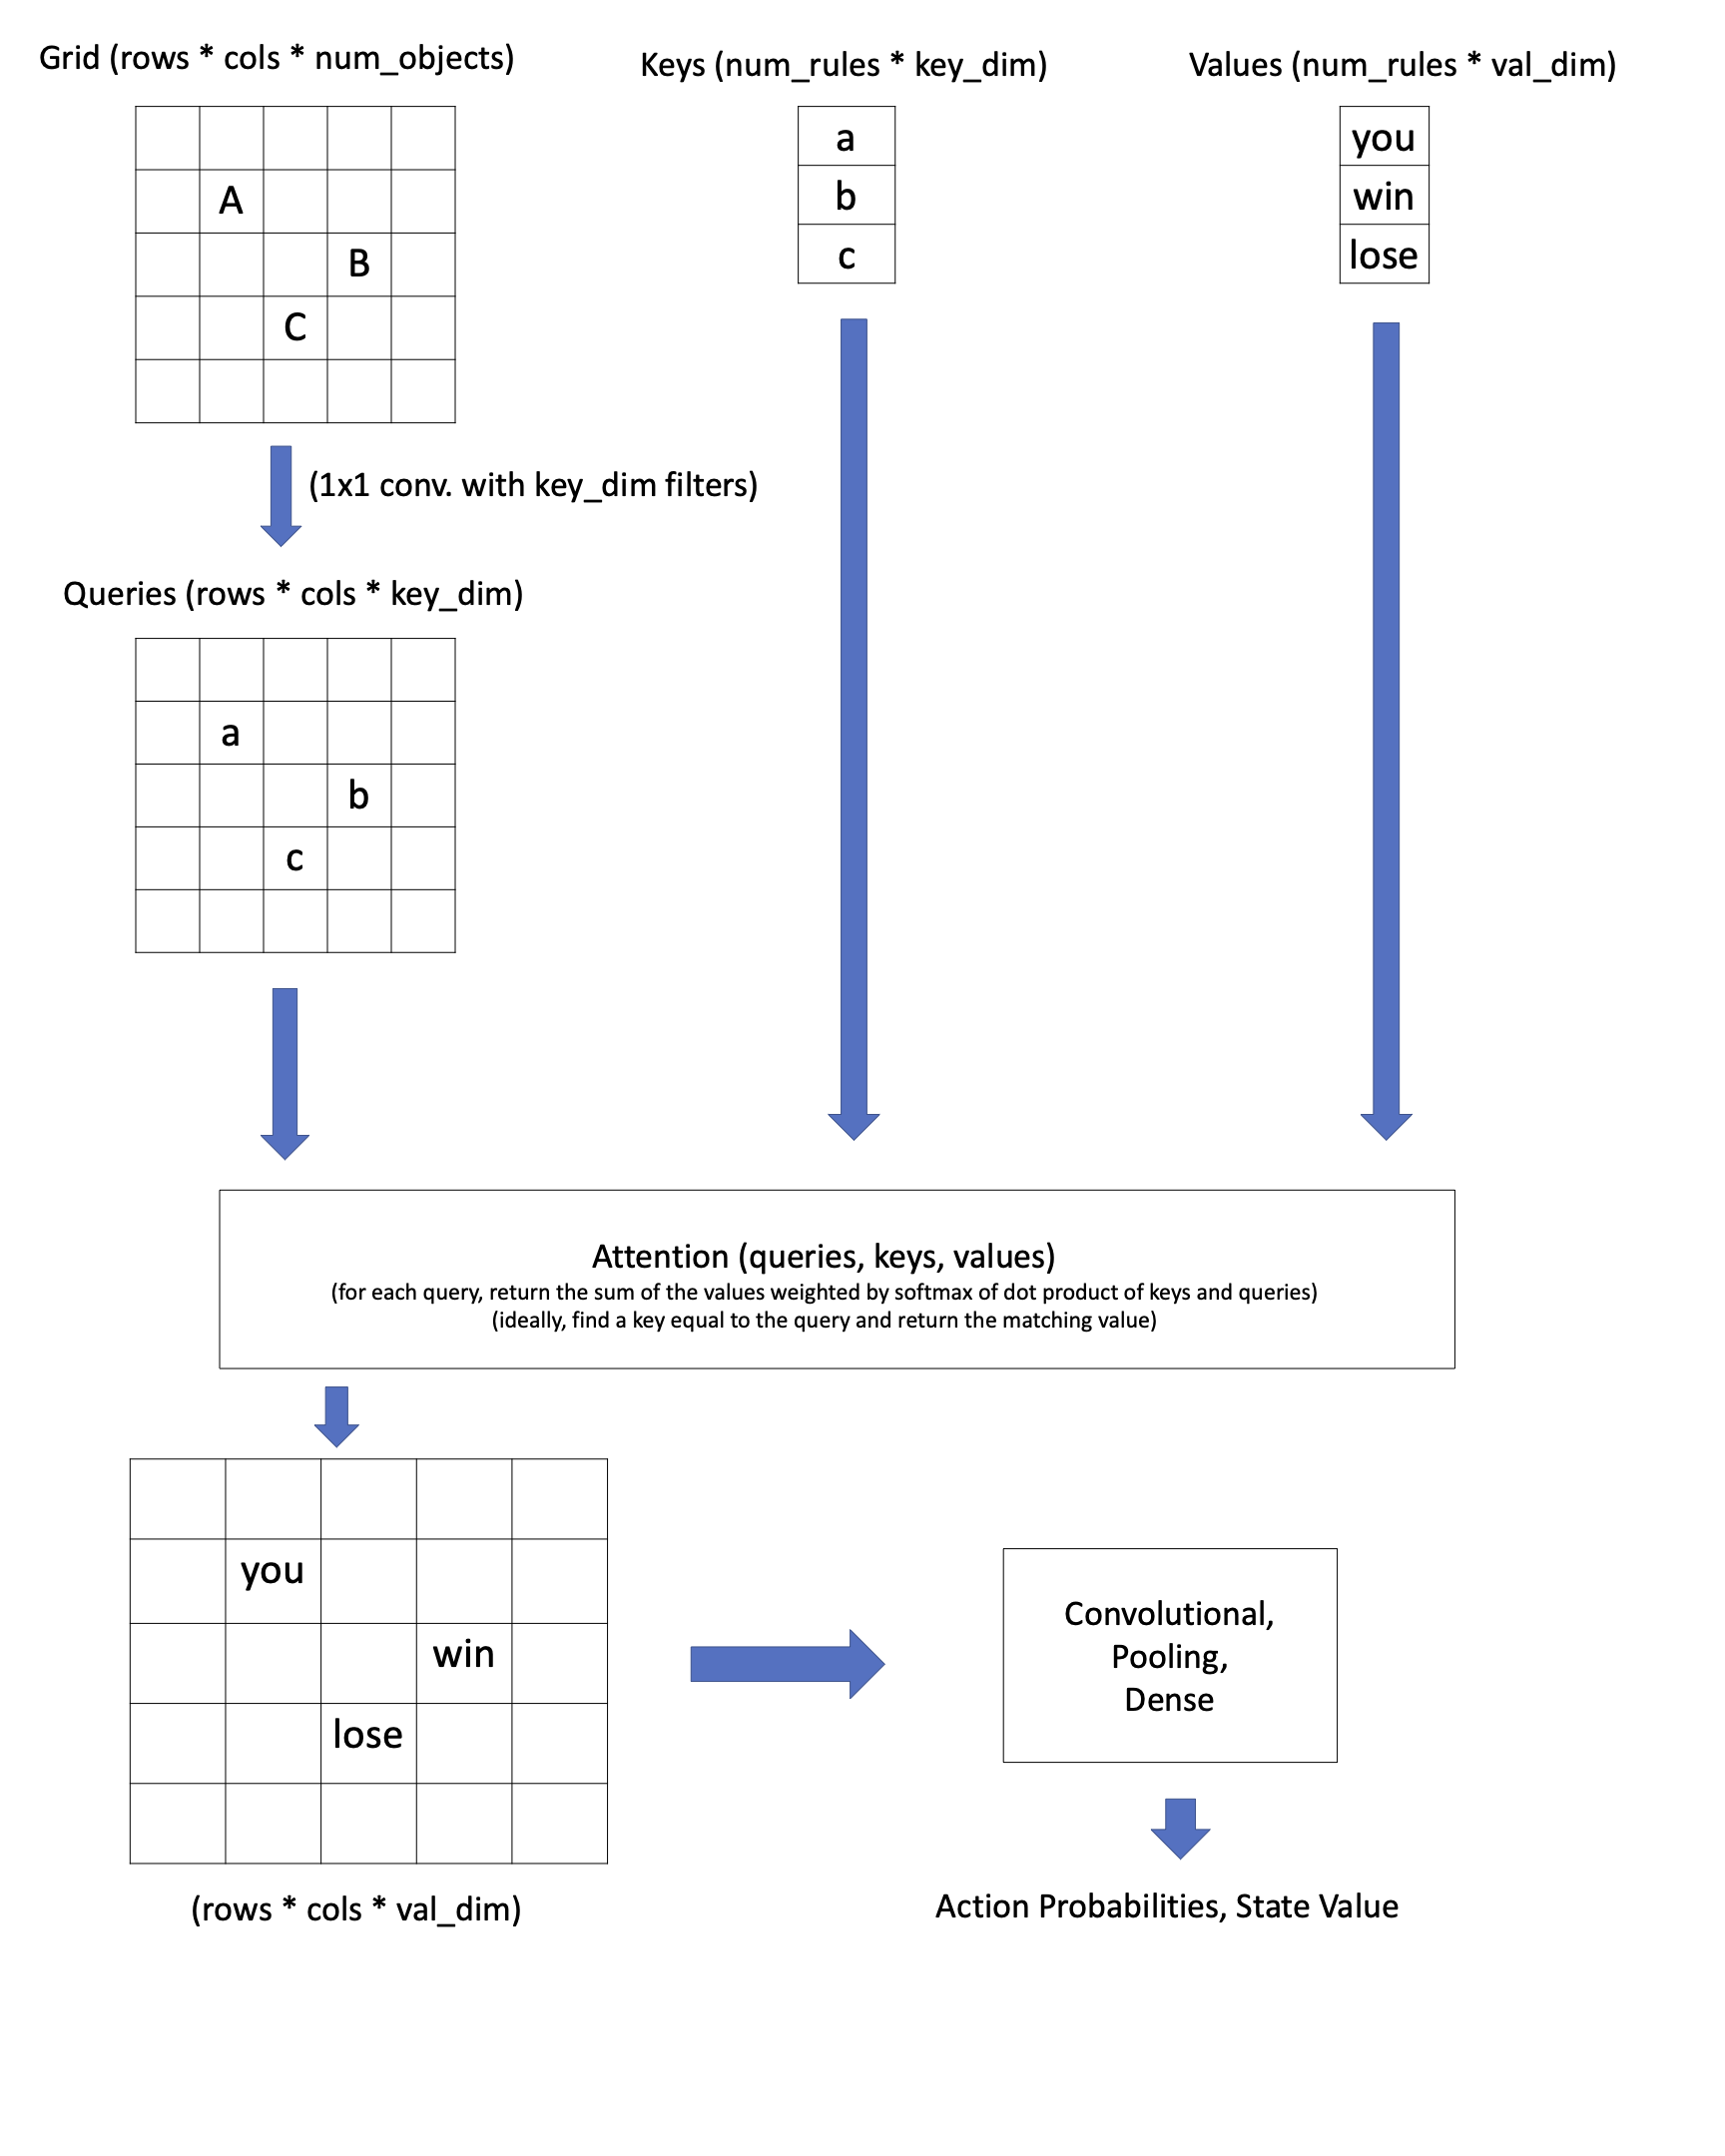 Grid (rows * cols * num_objects)
A
B
C
(1x1 conv. with key_dim filters)
Queries (rows * cols * key_dim)
a
b
c
Keys (num_rules * key_dim)
a
b
c
Values (num_rules * val_dim)
you
win
lose
Attention (queries, keys, values)
(for each query, return the sum of the values weighted by softmax of dot product of keys and queries)
(ideally, find a key equal to the query and return the matching value)
you
win
lose
(rows * cols * val_dim)
Convolutional,
Pooling,
Dense
Action Probabilities, State Value